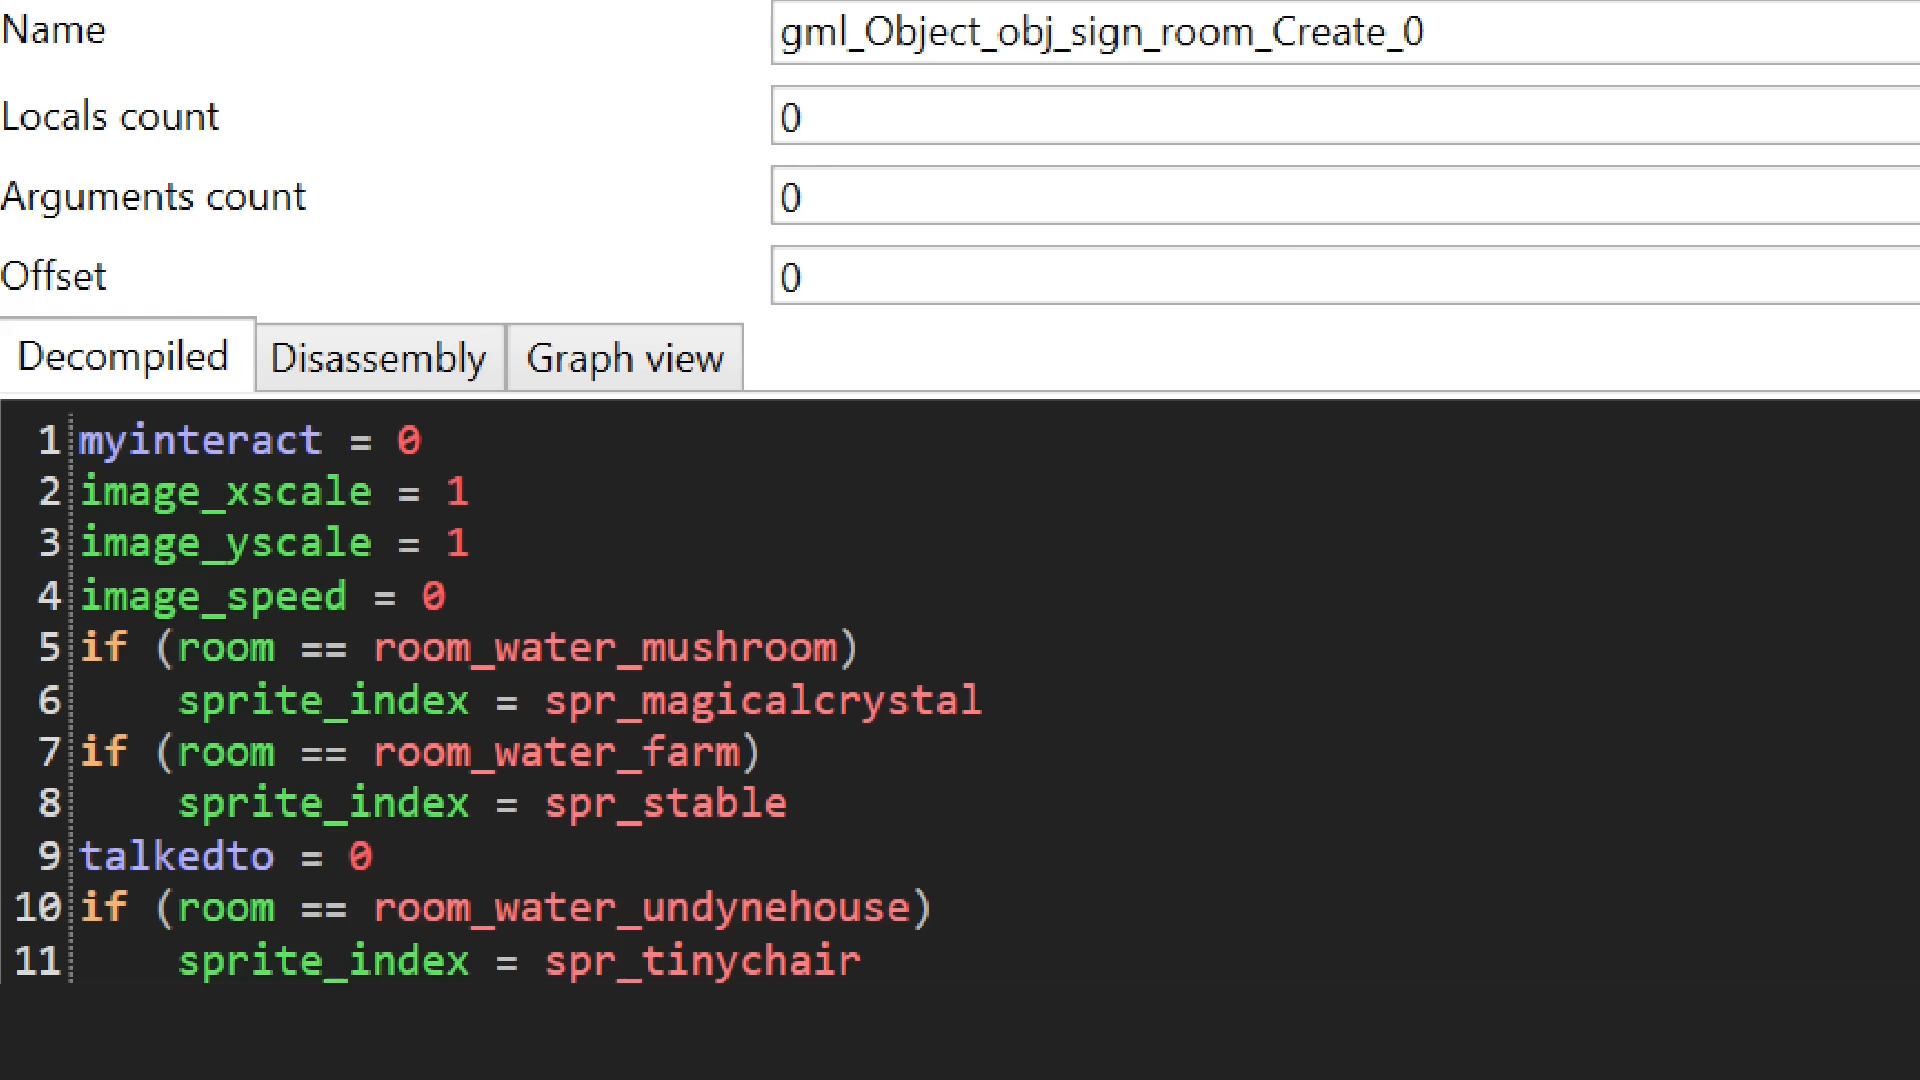 Name gml_Object_obj_sign_room_Create_0
Locals count 0
Arguments count 0
Offset 0
Decompiled Disassembly Graph view
1 myinteract = 0
2 image_xscale = 1
3 image_yscale = 1
4 image_speed = 0
5 if (room == room_water_mushroom)
6     sprite_index = spr_magicalcrystal
7 if (room == room_water_farm)
8     sprite_index = spr_stable
9 talkedto = 0
10 if (room == room_water_undynehouse)
11     sprite_index = spr_tinychair